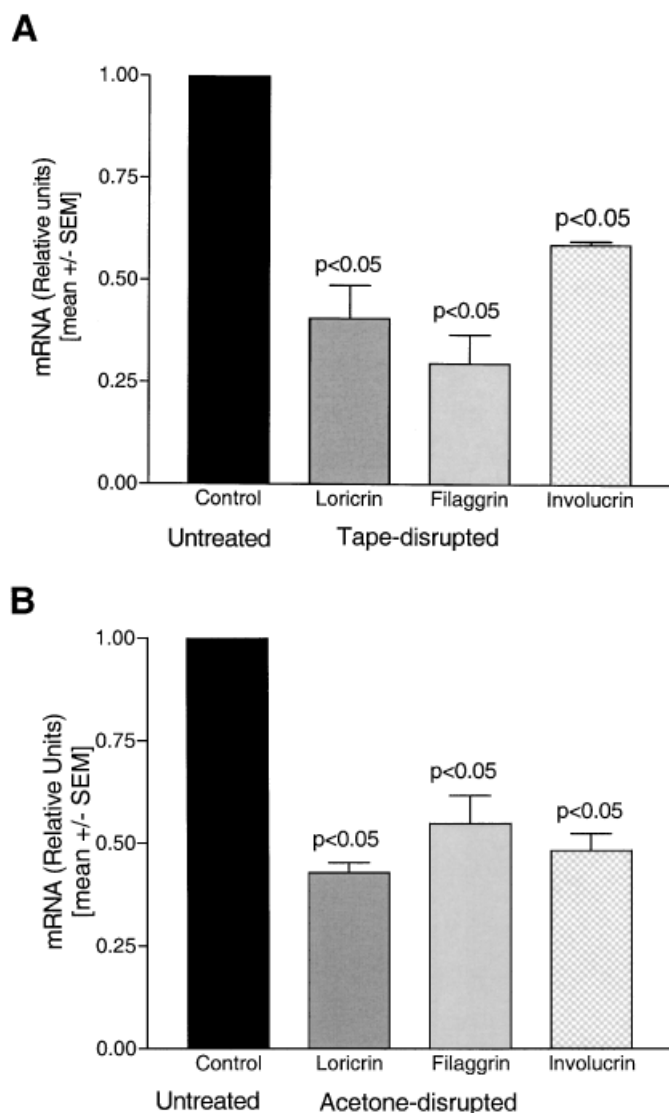 A
mRNA (Relative units)
[mean +/- SEM]
1.00
0.75
0.50
0.25
0.00
p<0.05
p<0.05
p<0.05
Control Loricrin Filaggrin Involucrin
Untreated Tape-disrupted
B
mRNA (Relative Units)
[mean +/- SEM]
1.00
0.75
0.50
0.25
0.00
p<0.05
p<0.05
p<0.05
Control Loricrin Filaggrin Involucrin
Untreated Acetone-disrupted